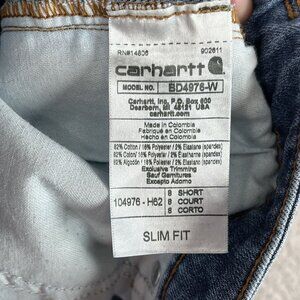 RN#14806 902611
carhartt
MODEL NO. BD4976-W
Carhartt, Inc. P.O. Box 600
Dearborn, MI 48121 USA
carhartt.com
Made in Colombia
Fabriqué en Colombie
Hecho en Colombia
82% Cotton / 16% Polyester / 2% Elastane (spandex)
82% Coton / 16% Polyester / 2% Élasthanne (spandex)
82% Algodón / 16% Poliéster / 2% Elastano (spandex)
Exclusive Trimming
Sauf Garnitures
Excepto Adorno
104976 - H62
8 SHORT
8 COURT
8 CORTO
SLIM FIT